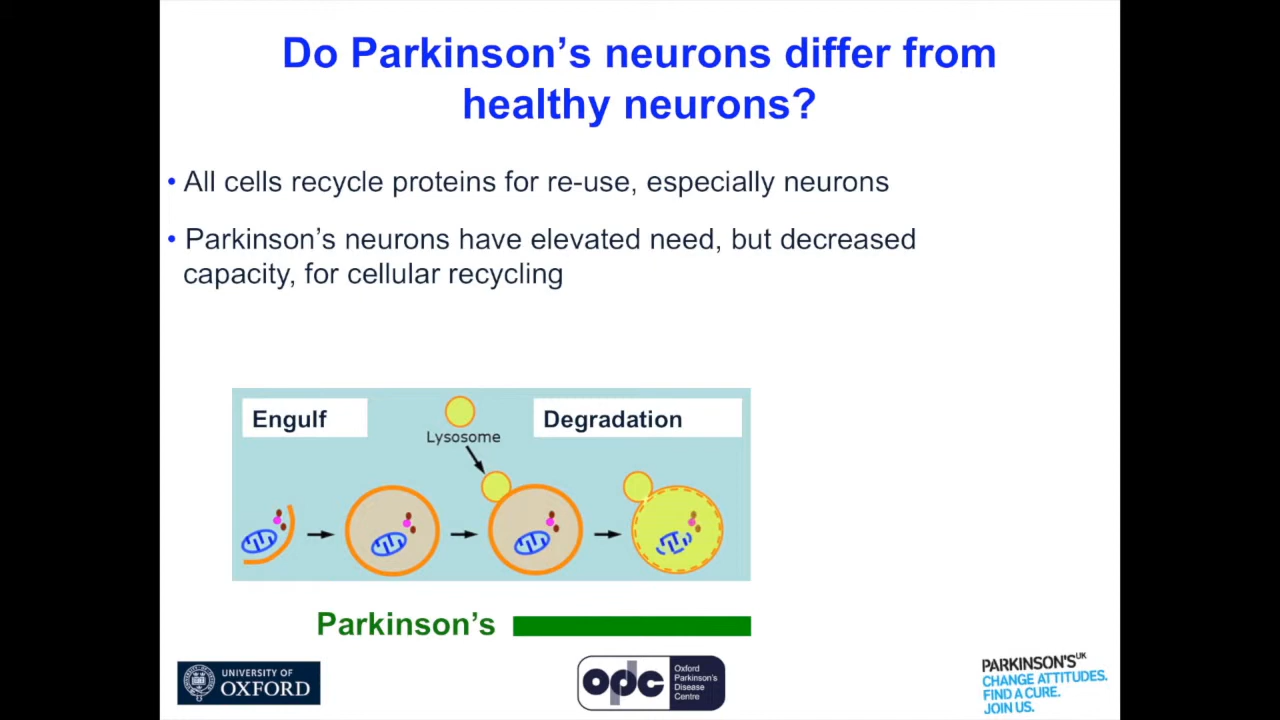 Do Parkinson’s neurons differ from
healthy neurons?
• All cells recycle proteins for re-use, especially neurons
• Parkinson’s neurons have elevated need, but decreased
capacity, for cellular recycling
Engulf
Lysosome
Degradation
Parkinson’s
UNIVERSITY OF
OXFORD
opdc
Oxford
Parkinson's
Disease
Centre
PARKINSON'S UK
CHANGE ATTITUDES.
FIND A CURE.
JOIN US.